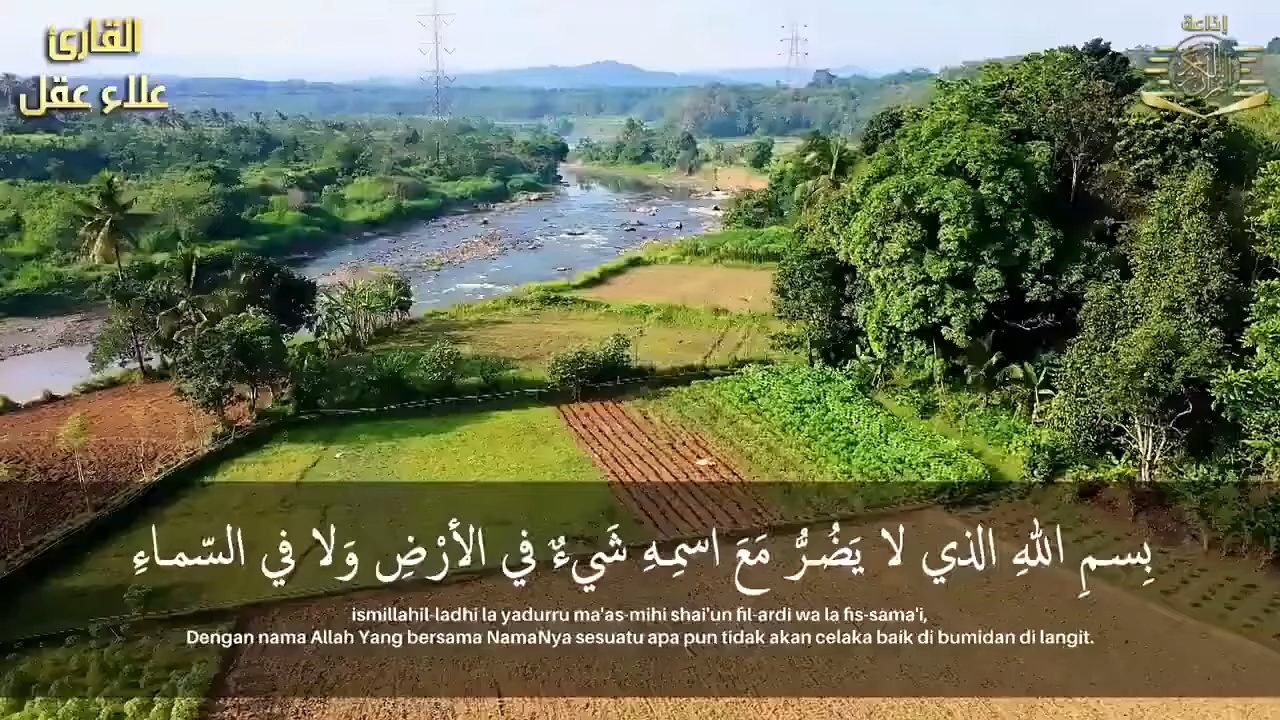 القارئ
علاء عقل
إذاعة
القرآن
بِسمِ اللهِ الذي لا يَضُرُّ مَعَ اسمِهِ شَيءٌ في الأرْضِ وَلا في السّماءِ
ismillahil-ladhi la yadurru ma'as-mihi shai'un fil-ardi wa la fis-sama'i,
Dengan nama Allah Yang bersama NamaNya sesuatu apa pun tidak akan celaka baik di bumidan di langit.